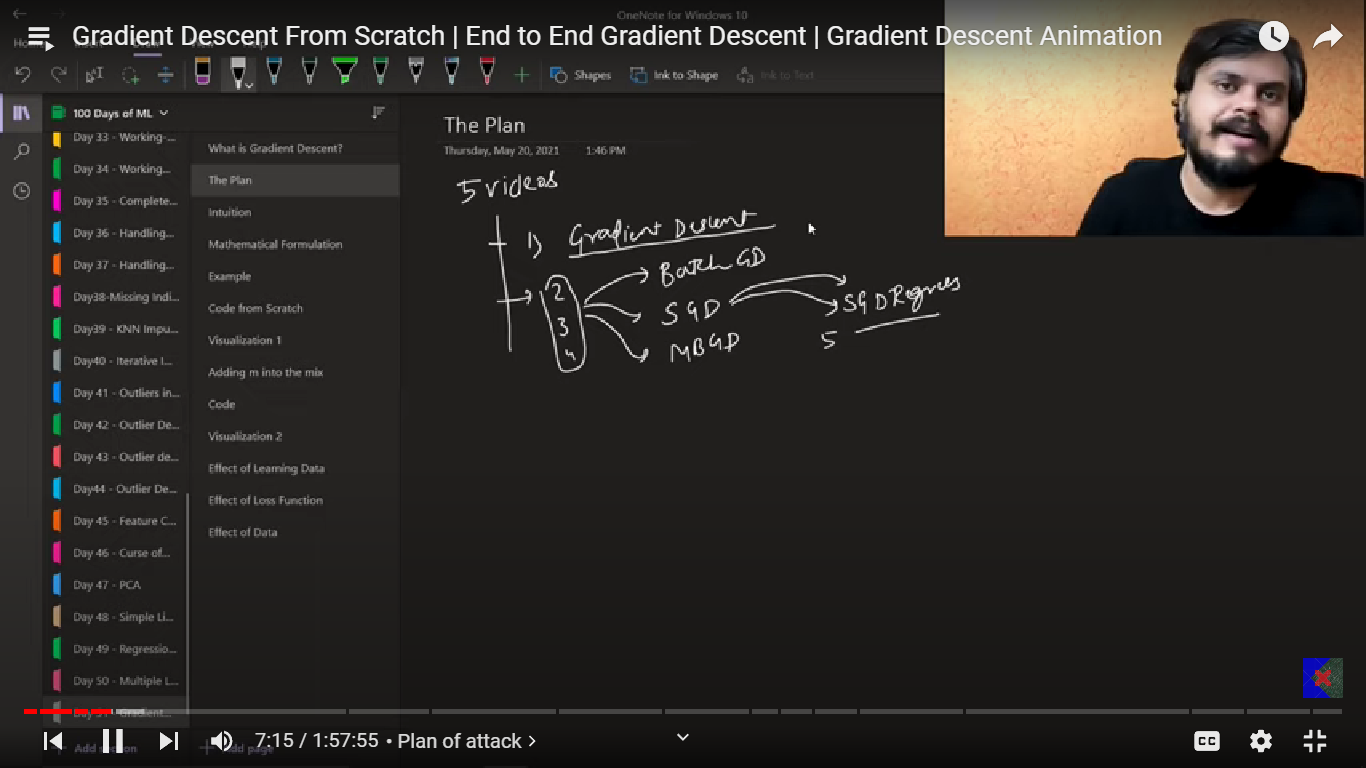 OneNote for Windows 10
Gradient Descent From Scratch | End to End Gradient Descent | Gradient Descent Animation
Shapes
Ink to Shape
Ink to Text
100 Days of ML
Day 33 - Working-...
Day 34 - Working...
Day 35 - Complete...
Day 36 - Handling...
Day 37 - Handling...
Day38-Missing Indi...
Day39 - KNN Impu...
Day40 - Iterative I...
Day 41 - Outliers in...
Day 42 - Outlier De...
Day 43 - Outlier de...
Day44 - Outlier De...
Day 45 - Feature C...
Day 46 - Curse of...
Day 47 - PCA
Day 48 - Simple Li...
Day 49 - Regressio...
Day 50 - Multiple L...
Day 51 - Gradient...
Add section
What is Gradient Descent?
The Plan
Intuition
Mathematical Formulation
Example
Code from Scratch
Visualization 1
Adding m into the mix
Code
Visualization 2
Effect of Learning Data
Effect of Loss Function
Effect of Data
Add page
The Plan
Thursday, May 20, 2021 1:46 PM
5 videos
1) Gradient Descent
Batch GD
2
SGD
SGDRegress
3
5
MBGD
4
7:15 / 1:57:55 • Plan of attack
CC